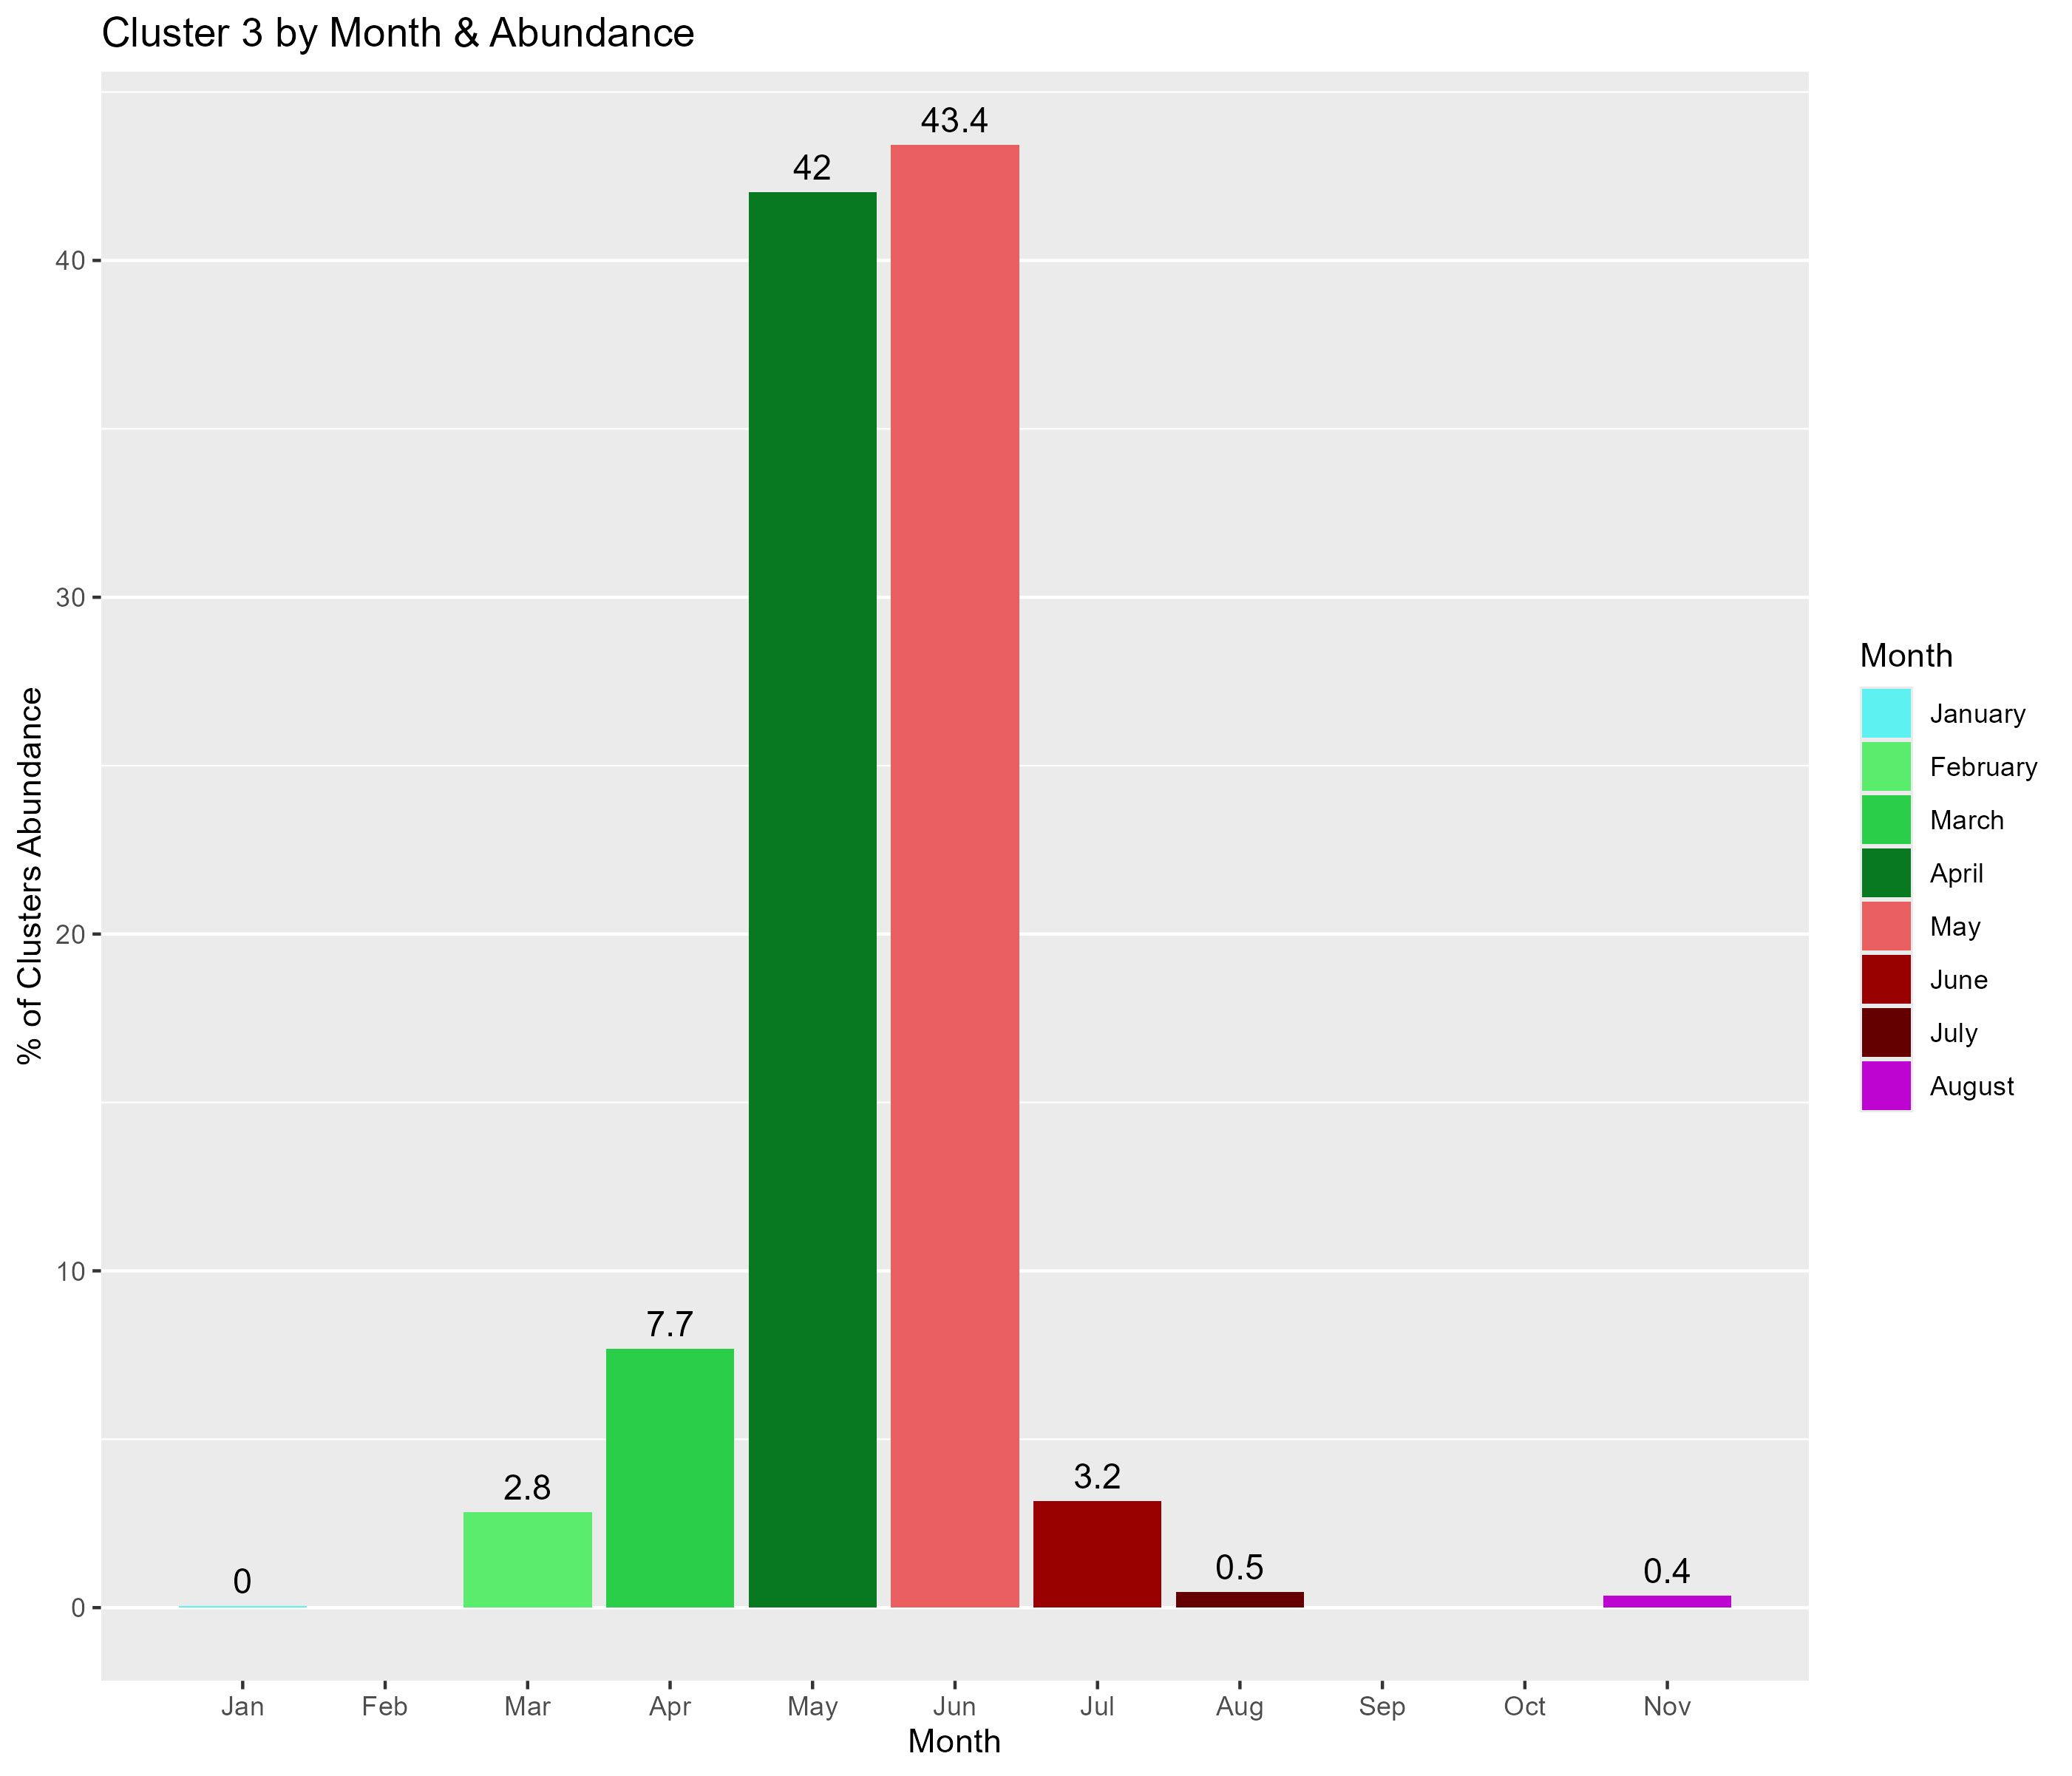 Cluster 3 by Month & Abundance
% of Clusters Abundance
40
30
20
10
0
0
2.8
7.7
42
43.4
3.2
0.5
0.4
Jan Feb Mar Apr May Jun Jul Aug Sep Oct Nov
Month
Month
January
February
March
April
May
June
July
August